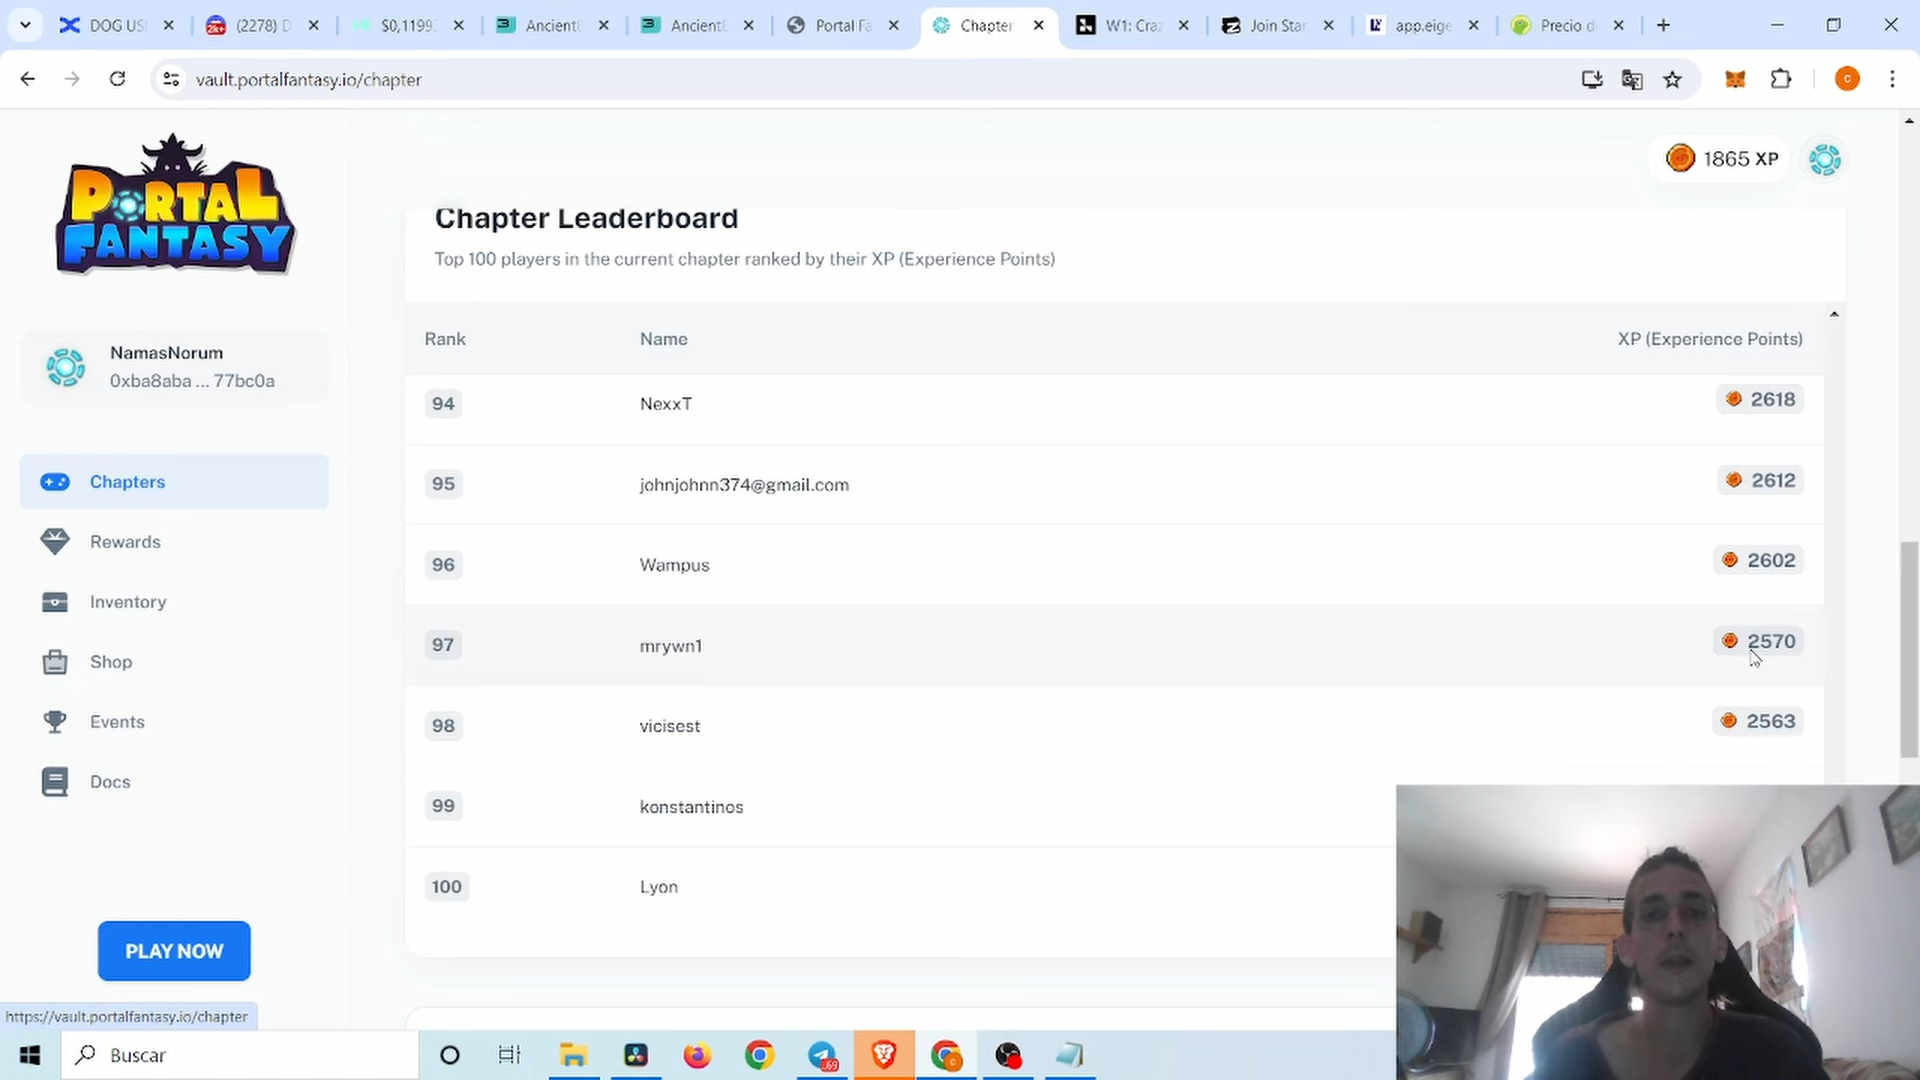 DOG US
(2278) D
$0,1199
Ancient8
Ancient8
Portal Fa
Chapter
W1: Craz
Join Star
app.eige
Precio d
vault.portalfantasy.io/chapter
PORTAL
FANTASY
1865 XP
NamasNorum
0xba8aba ... 77bc0a
Chapters
Rewards
Inventory
Shop
Events
Docs
PLAY NOW
Chapter Leaderboard
Top 100 players in the current chapter ranked by their XP (Experience Points)
Rank Name XP (Experience Points)
94 NexxT 2618
95 johnjohnn374@gmail.com 2612
96 Wampus 2602
97 mrywn1 2570
98 vicisest 2563
99 konstantinos
100 Lyon
https://vault.portalfantasy.io/chapter
Buscar